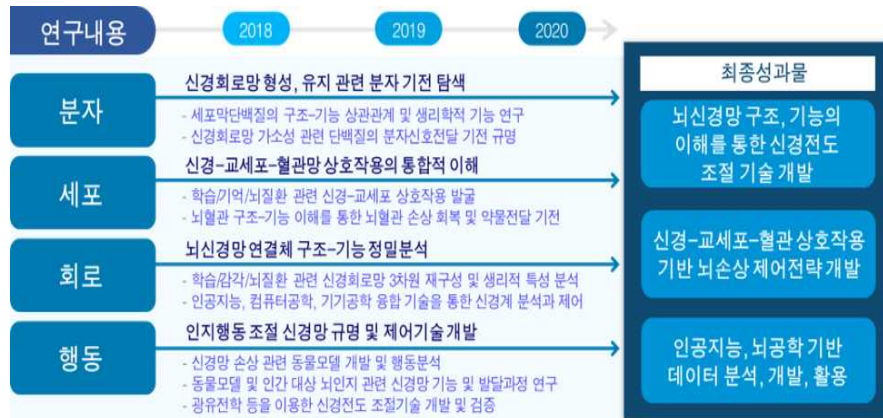 연구내용
2018
2019
2020
분자
신경회로망 형성, 유지 관련 분자 기전 탐색
- 세포막단백질의 구조-기능 상관관계 및 생리학적 기능 연구
- 신경회로망 가소성 관련 단백질의 분자신호전달 기전 규명
세포
신경-교세포-혈관망 상호작용의 통합적 이해
- 학습/기억/뇌질환 관련 신경-교세포 상호작용 발굴
- 뇌혈관 구조-기능 이해를 통한 뇌혈관 손상 회복 및 약물전달 기전
회로
뇌신경망 연결체 구조-기능 정밀분석
- 학습/감각/뇌질환 관련 신경회로망 3차원 재구성 및 생리적 특성 분석
- 인공지능, 컴퓨터공학, 기기공학 융합 기술을 통한 신경계 분석과 제어
행동
인지행동 조절 신경망 규명 및 제어기술 개발
- 신경망 손상 관련 동물모델 개발 및 행동분석
- 동물모델 및 인간 대상 뇌인지 관련 신경망 기능 및 발달과정 연구
- 광유전학 등을 이용한 신경전도 조절기술 개발 및 검증
최종성과물
뇌신경망 구조, 기능의
이해를 통한 신경전도
조절 기술 개발
신경-교세포-혈관 상호작용
기반 뇌손상 제어전략 개발
인공지능, 뇌공학 기반
데이터 분석, 개발, 활용